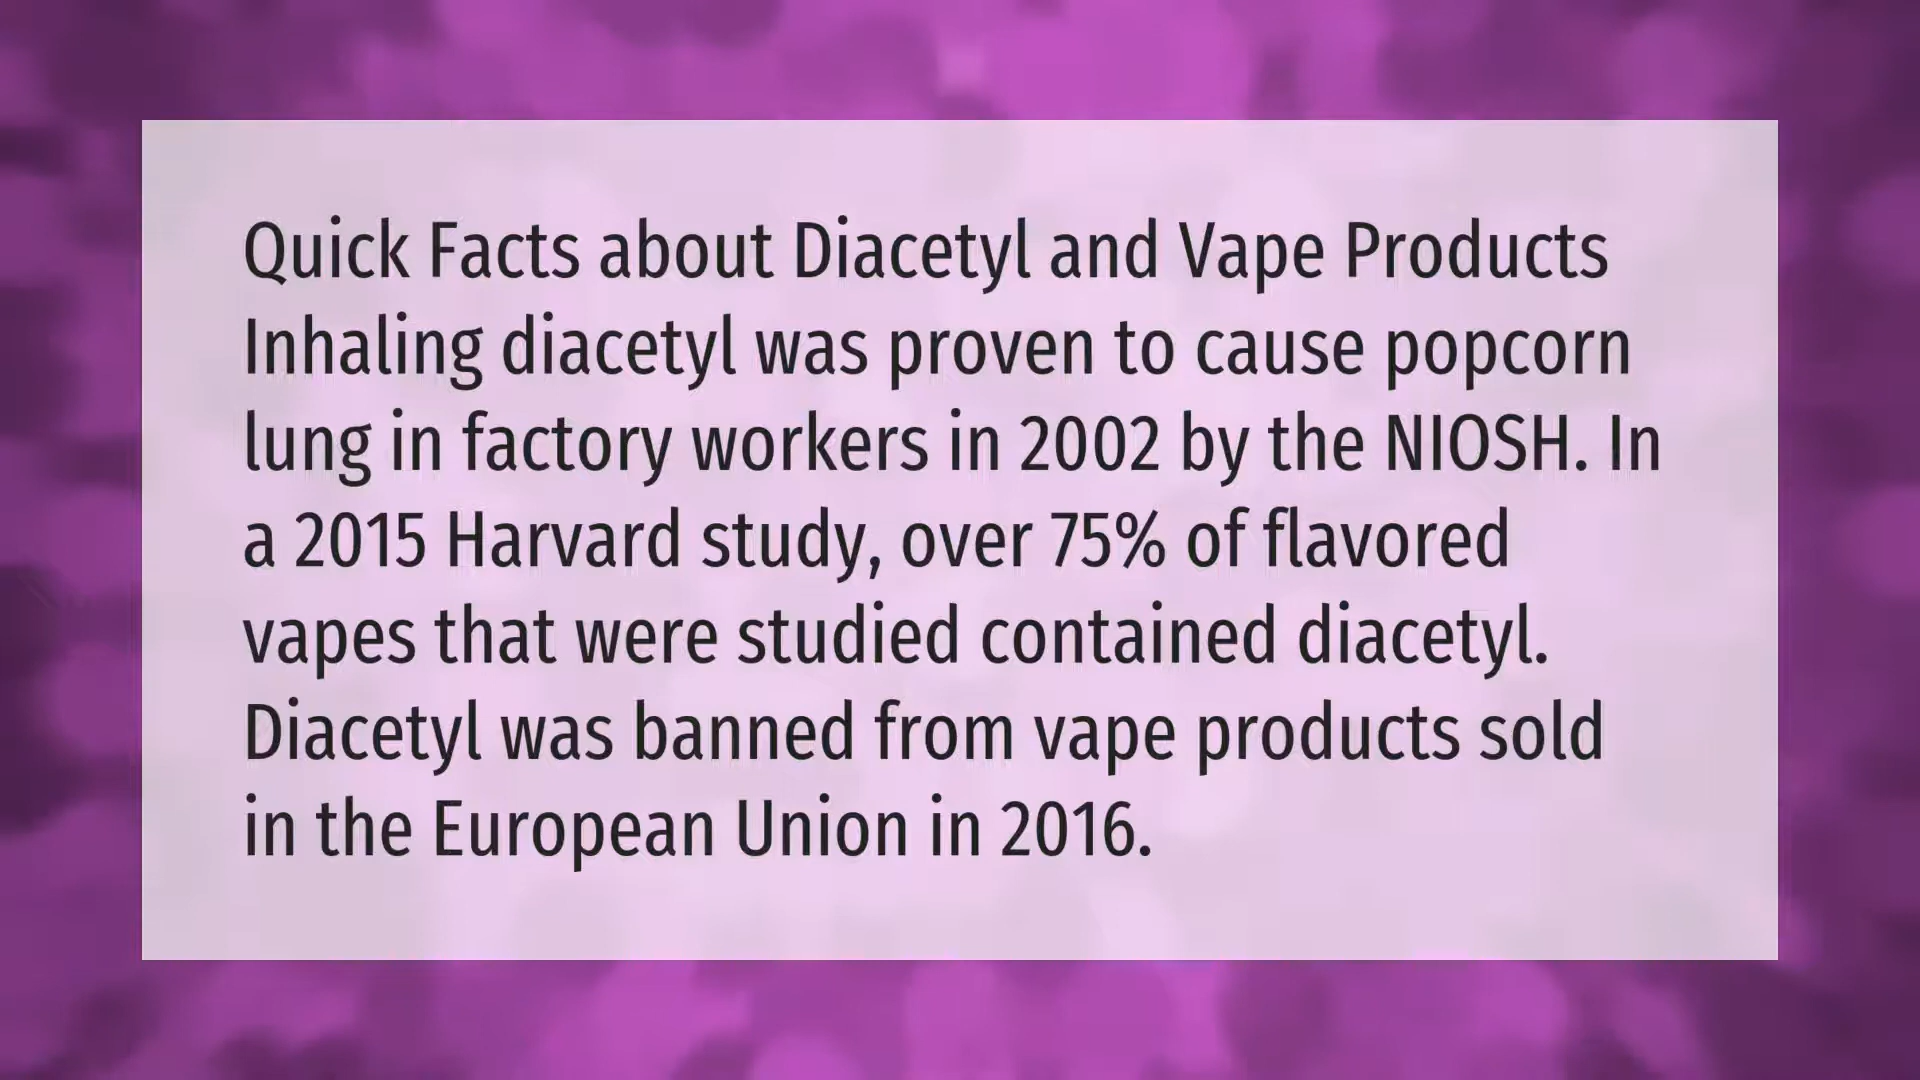 Quick Facts about Diacetyl and Vape Products
Inhaling diacetyl was proven to cause popcorn
lung in factory workers in 2002 by the NIOSH. In
a 2015 Harvard study, over 75% of flavored
vapes that were studied contained diacetyl.
Diacetyl was banned from vape products sold
in the European Union in 2016.